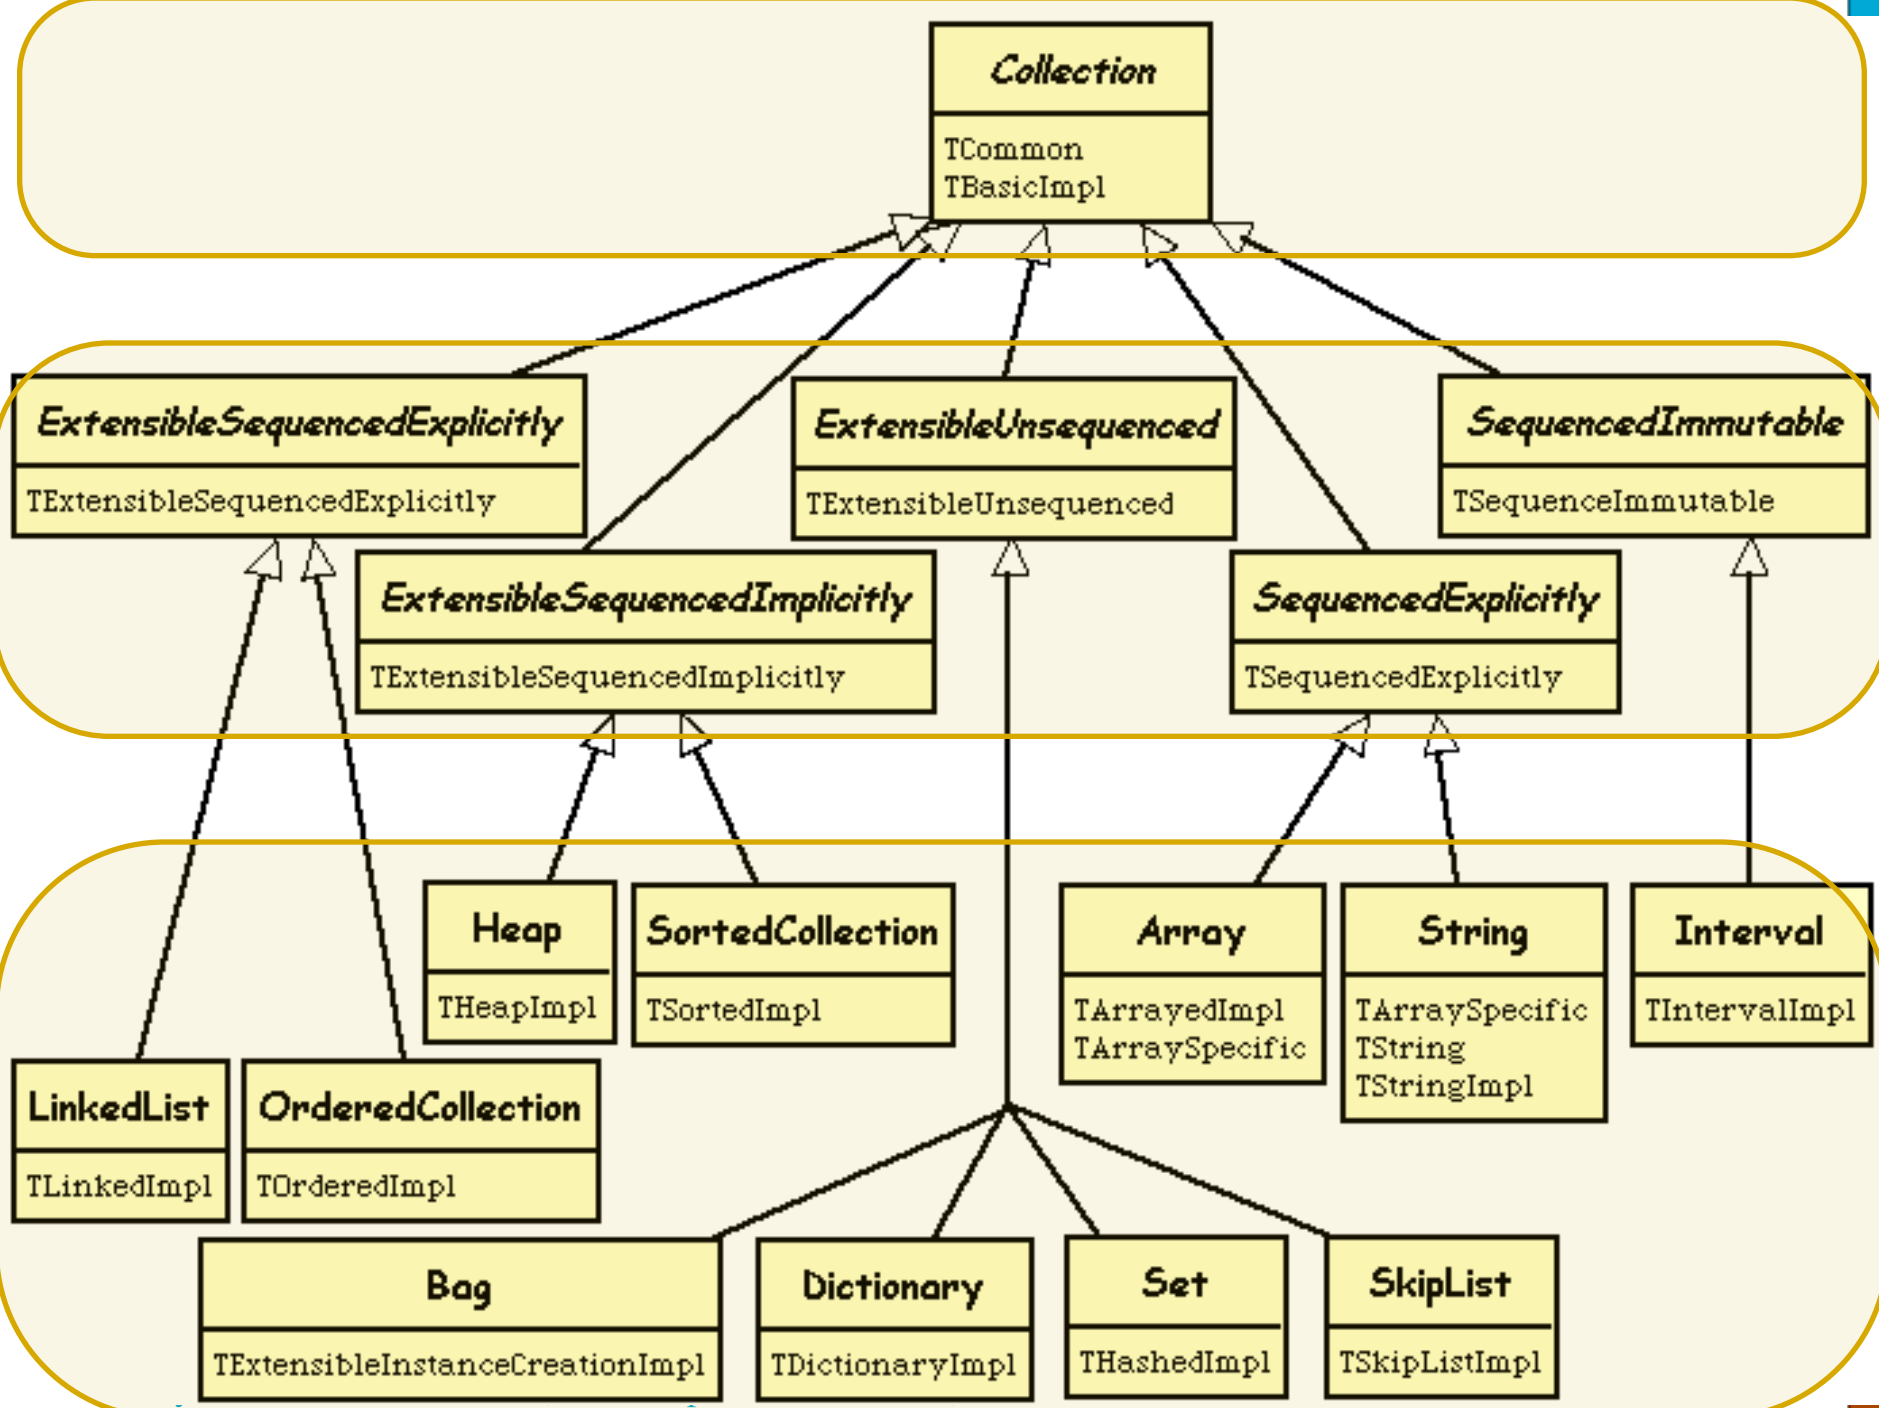 Collection
TCommon
TBasicImpl
ExtensibleSequencedExplicitly
TExtensibleSequencedExplicitly
ExtensibleUnsequenced
TExtensibleUnsequenced
SequencedImmutable
TSequenceImmutable
ExtensibleSequencedImplicitly
TExtensibleSequencedImplicitly
SequencedExplicitly
TSequencedExplicitly
Heap
THeapImpl
SortedCollection
TSortedImpl
Array
TArrayedImpl
TArraySpecific
String
TArraySpecific
TString
TStringImpl
Interval
TIntervalImpl
LinkedList
TLinkedImpl
OrderedCollection
TOrderedImpl
Bag
TExtensibleInstanceCreationImpl
Dictionary
TDictionaryImpl
Set
THashedImpl
SkipList
TSkipListImpl